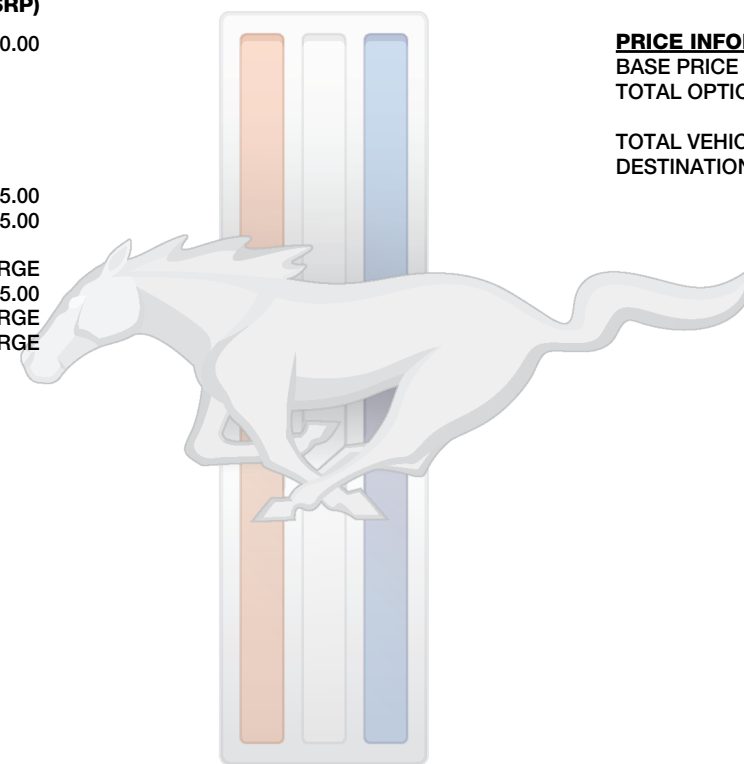 SRP)
0.00
5.00
5.00
RGE
5.00
RGE
RGE
PRICE INFO
BASE PRICE
TOTAL OPTIO
TOTAL VEHIC
DESTINATION